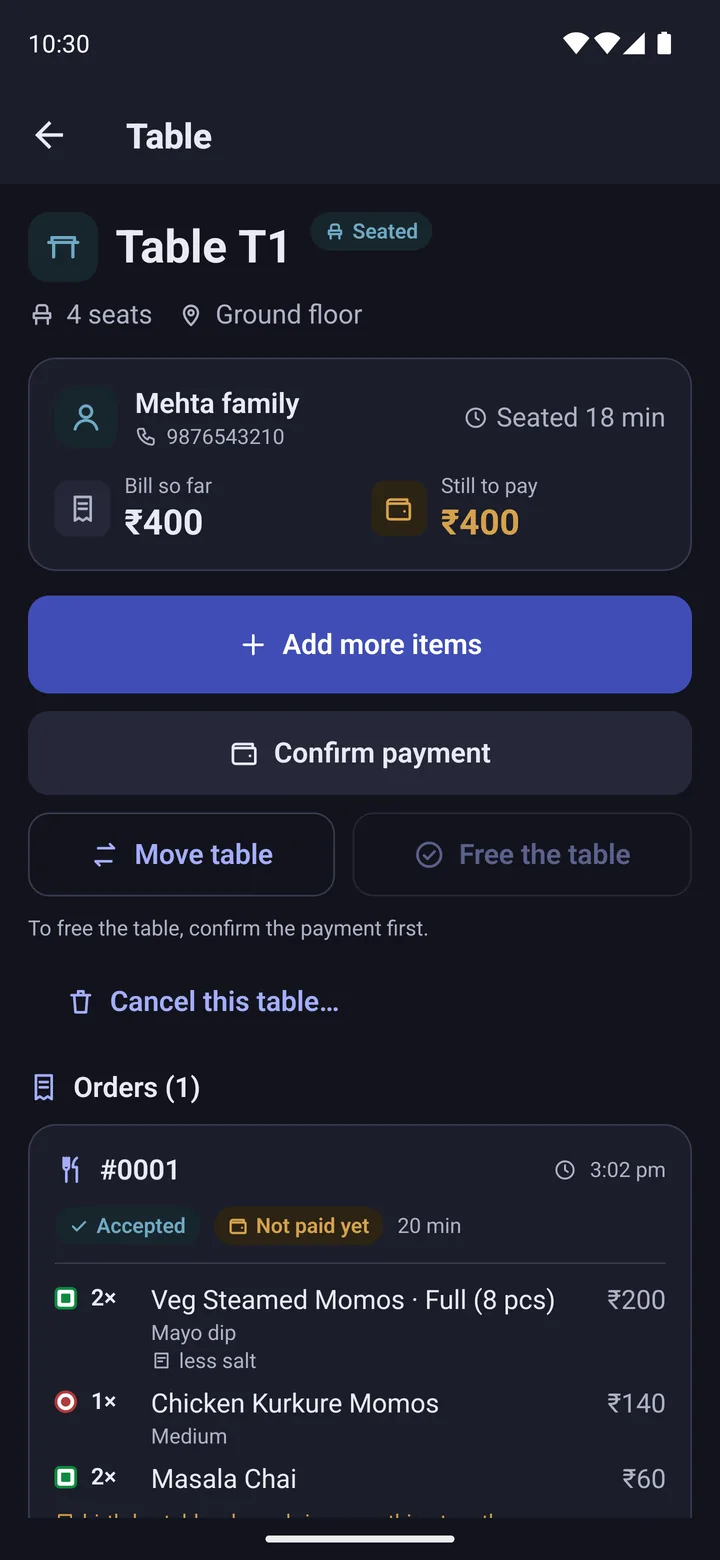 10:30
Table
Table T1
Seated
4 seats
Ground floor
Mehta family
9876543210
Seated 18 min
Bill so far
₹400
Still to pay
₹400
Add more items
Confirm payment
Move table
Free the table
To free the table, confirm the payment first.
Cancel this table…
Orders (1)
#0001
3:02 pm
Accepted
Not paid yet
20 min
2× Veg Steamed Momos · Full (8 pcs) ₹200
Mayo dip
less salt
1× Chicken Kurkure Momos ₹140
Medium
2× Masala Chai ₹60